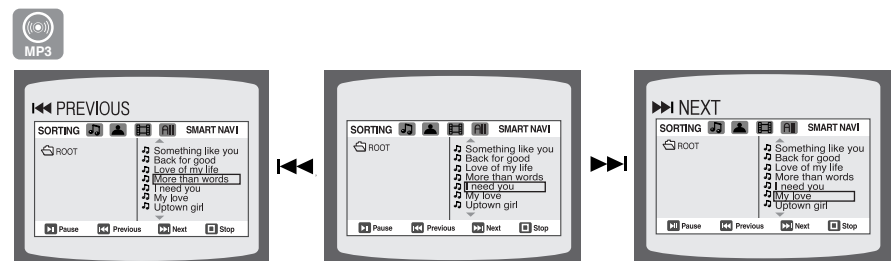 MP3
PREVIOUS
SORTING All SMART NAVI
ROOT
Something like you
Back for good
Love of my life
More than words
I need you
My love
Uptown girl
Pause Previous Next Stop
SORTING All SMART NAVI
ROOT
Something like you
Back for good
Love of my life
More than words
I need you
My love
Uptown girl
Pause Previous Next Stop
NEXT
SORTING All SMART NAVI
ROOT
Something like you
Back for good
Love of my life
More than words
I need you
My love
Uptown girl
Pause Previous Next Stop